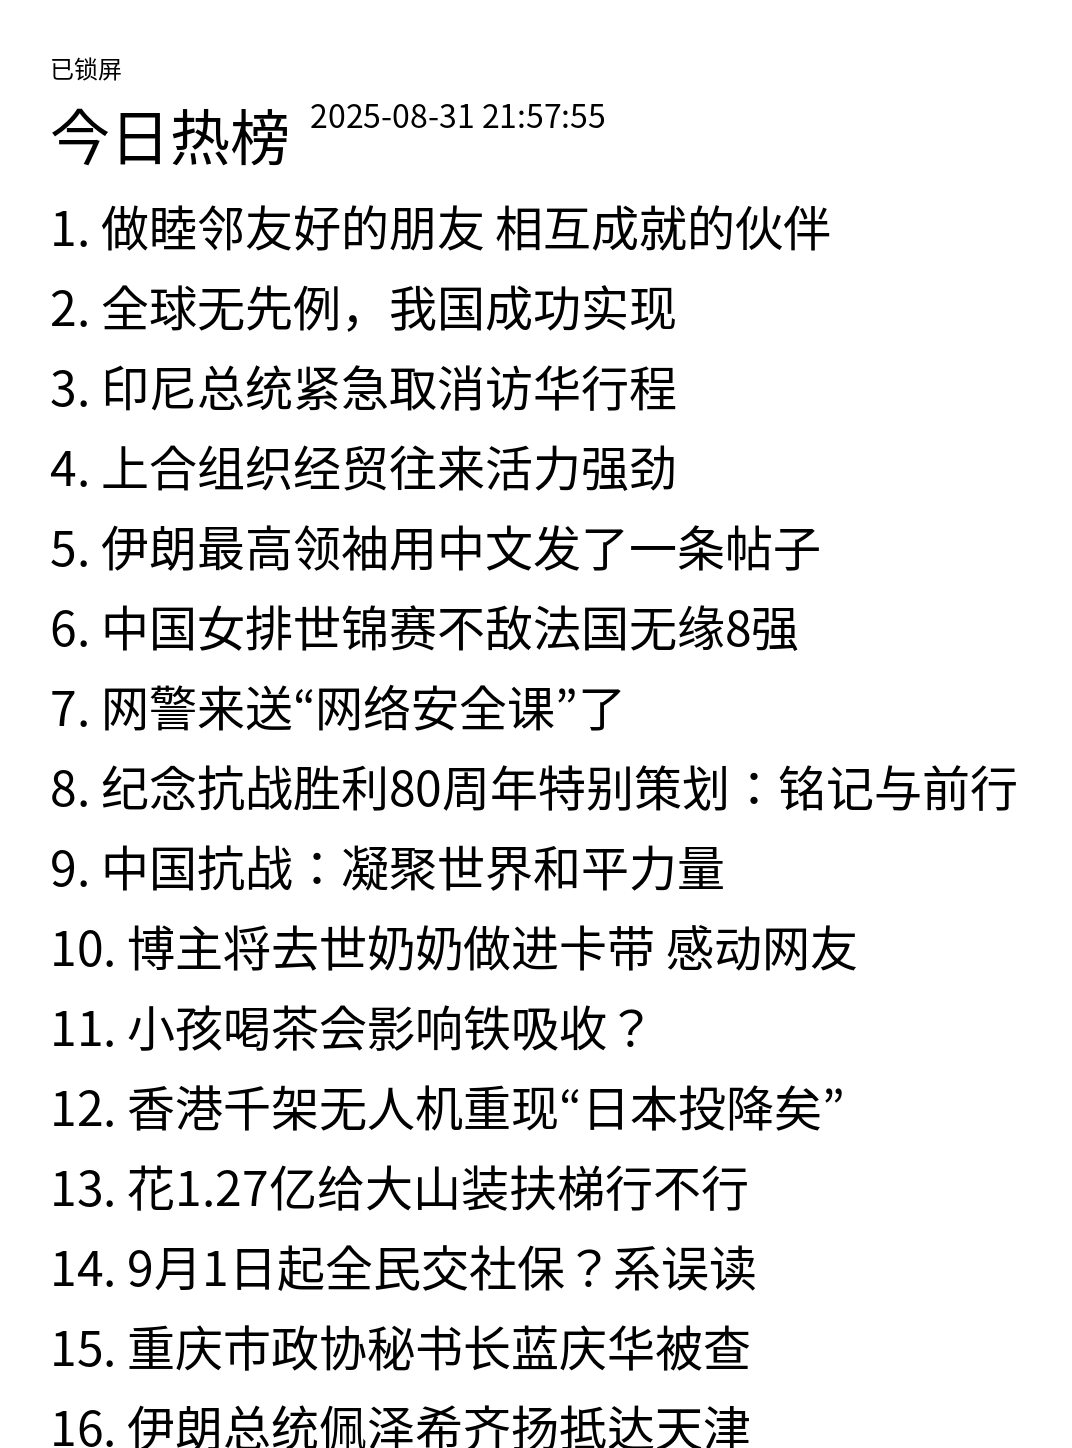 已锁屏
今日热榜 2025-08-31 21:57:55
1. 做睦邻友好的朋友 相互成就的伙伴
2. 全球无先例，我国成功实现
3. 印尼总统紧急取消访华行程
4. 上合组织经贸往来活力强劲
5. 伊朗最高领袖用中文发了一条帖子
6. 中国女排世锦赛不敌法国无缘8强
7. 网警来送“网络安全课”了
8. 纪念抗战胜利80周年特别策划：铭记与前行
9. 中国抗战：凝聚世界和平力量
10. 博主将去世奶奶做进卡带 感动网友
11. 小孩喝茶会影响铁吸收？
12. 香港千架无人机重现“日本投降矣”
13. 花1.27亿给大山装扶梯行不行
14. 9月1日起全民交社保？系误读
15. 重庆市政协秘书长蓝庆华被查
16. 伊朗总统佩泽希齐扬抵达天津